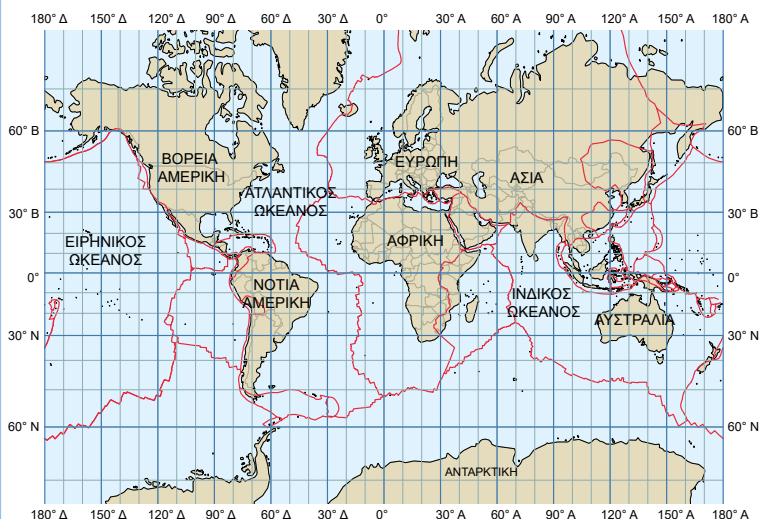 180° Δ 150° Δ 120° Δ 90° Δ 60° Δ 30° Δ 0° 30° Α 60° Α 90° Α 120° Α 150° Α 180° Α
60° Β 60° Β
ΒΟΡΕΙΑ
ΑΜΕΡΙΚΗ
ΕΥΡΩΠΗ
ΑΣΙΑ
ΑΤΛΑΝΤΙΚΟΣ
ΩΚΕΑΝΟΣ
30° Β 30° Β
ΕΙΡΗΝΙΚΟΣ
ΩΚΕΑΝΟΣ
ΑΦΡΙΚΗ
0° 0°
ΝΟΤΙΑ
ΑΜΕΡΙΚΗ
ΙΝΔΙΚΟΣ
ΩΚΕΑΝΟΣ
ΑΥΣΤΡΑΛΙΑ
30° Ν 30° Ν
60° Ν 60° Ν
ΑΝΤΑΡΚΤΙΚΗ
180° Δ 150° Δ 120° Δ 90° Δ 60° Δ 30° Δ 0° 30° Α 60° Α 90° Α 120° Α 150° Α 180° Α